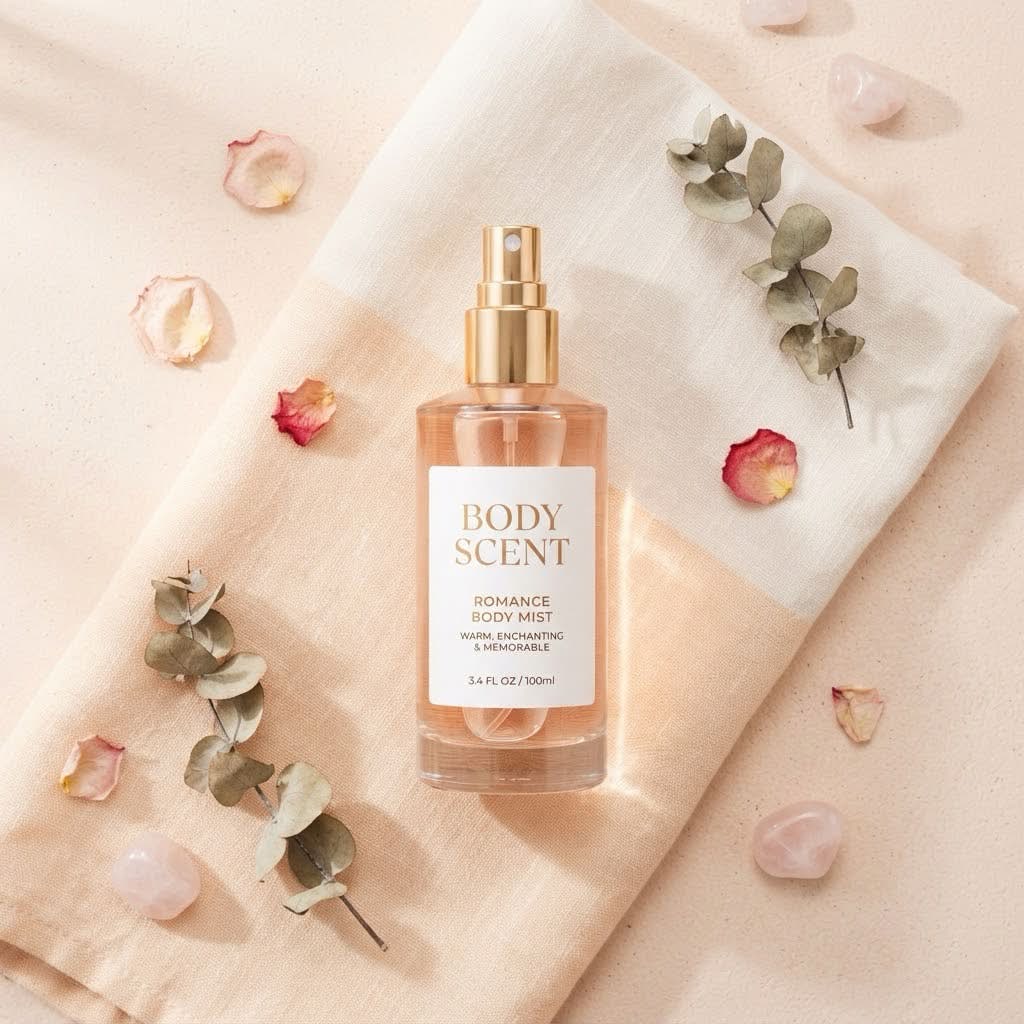 BODY
SCENT
ROMANCE
BODY MIST
WARM, ENCHANTING
& MEMORABLE
3.4 FL OZ / 100ml